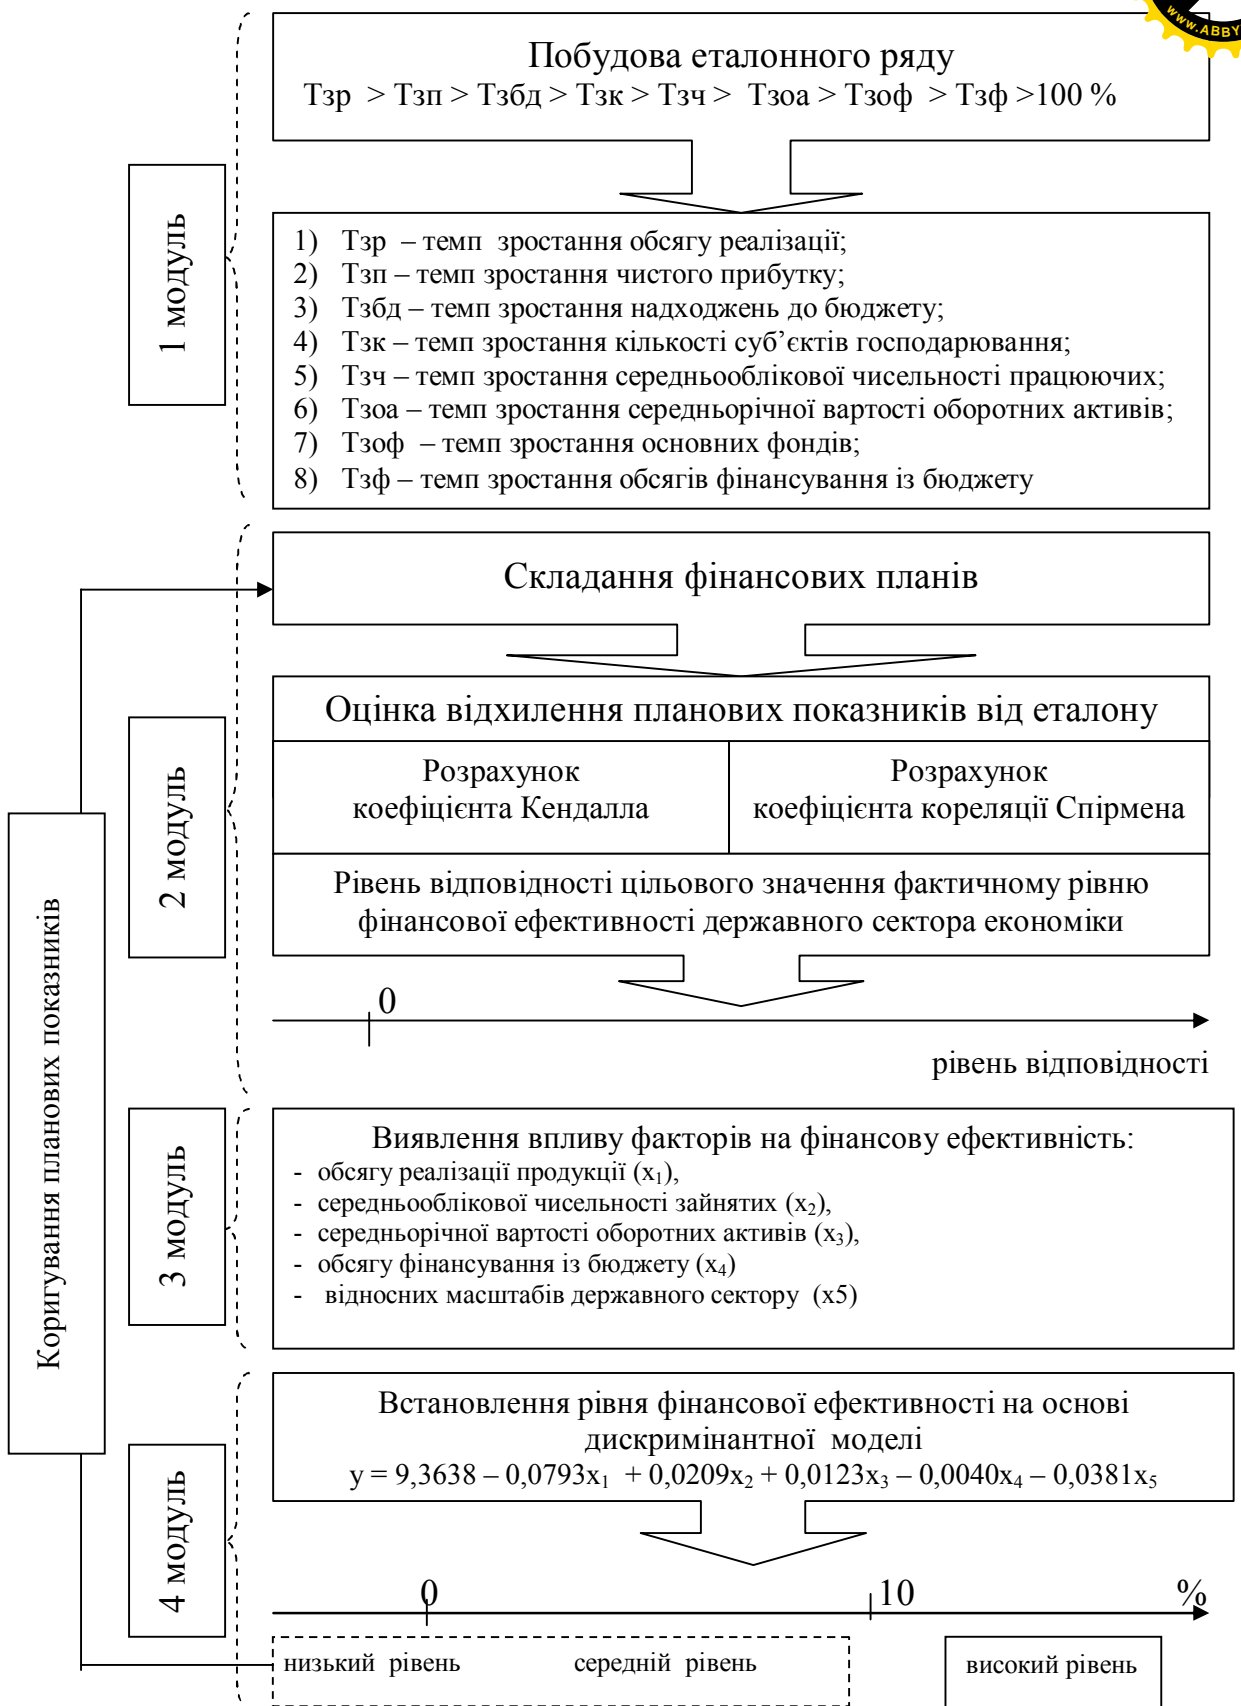 www.ABBY
Побудова еталонного ряду
Тзр > Тзп > Тзбд > Тзк > Тзч > Тзоа > Тзоф > Тзф >100 %
1 модуль
1) Тзр – темп зростання обсягу реалізації;
2) Тзп – темп зростання чистого прибутку;
3) Тзбд – темп зростання надходжень до бюджету;
4) Тзк – темп зростання кількості суб’єктів господарювання;
5) Тзч – темп зростання середньооблікової чисельності працюючих;
6) Тзоа – темп зростання середньорічної вартості оборотних активів;
7) Тзоф – темп зростання основних фондів;
8) Тзф – темп зростання обсягів фінансування із бюджету
Складання фінансових планів
2 модуль
Оцінка відхилення планових показників від еталону
Розрахунок
коефіцієнта Кендалла
Розрахунок
коефіцієнта кореляції Спірмена
Рівень відповідності цільового значення фактичному рівню
фінансової ефективності державного сектора економіки
0
рівень відповідності
Коригування планових показників
3 модуль
Виявлення впливу факторів на фінансову ефективність:
- обсягу реалізації продукції (x₁),
- середньооблікової чисельності зайнятих (x₂),
- середньорічної вартості оборотних активів (x₃),
- обсягу фінансування із бюджету (x₄)
- відносних масштабів державного сектору (x5)
4 модуль
Встановлення рівня фінансової ефективності на основі
дискримінантної моделі
y = 9,3638 – 0,0793x₁ + 0,0209x₂ + 0,0123x₃ – 0,0040x₄ – 0,0381x₅
0 10 %
низький рівень середній рівень високий рівень